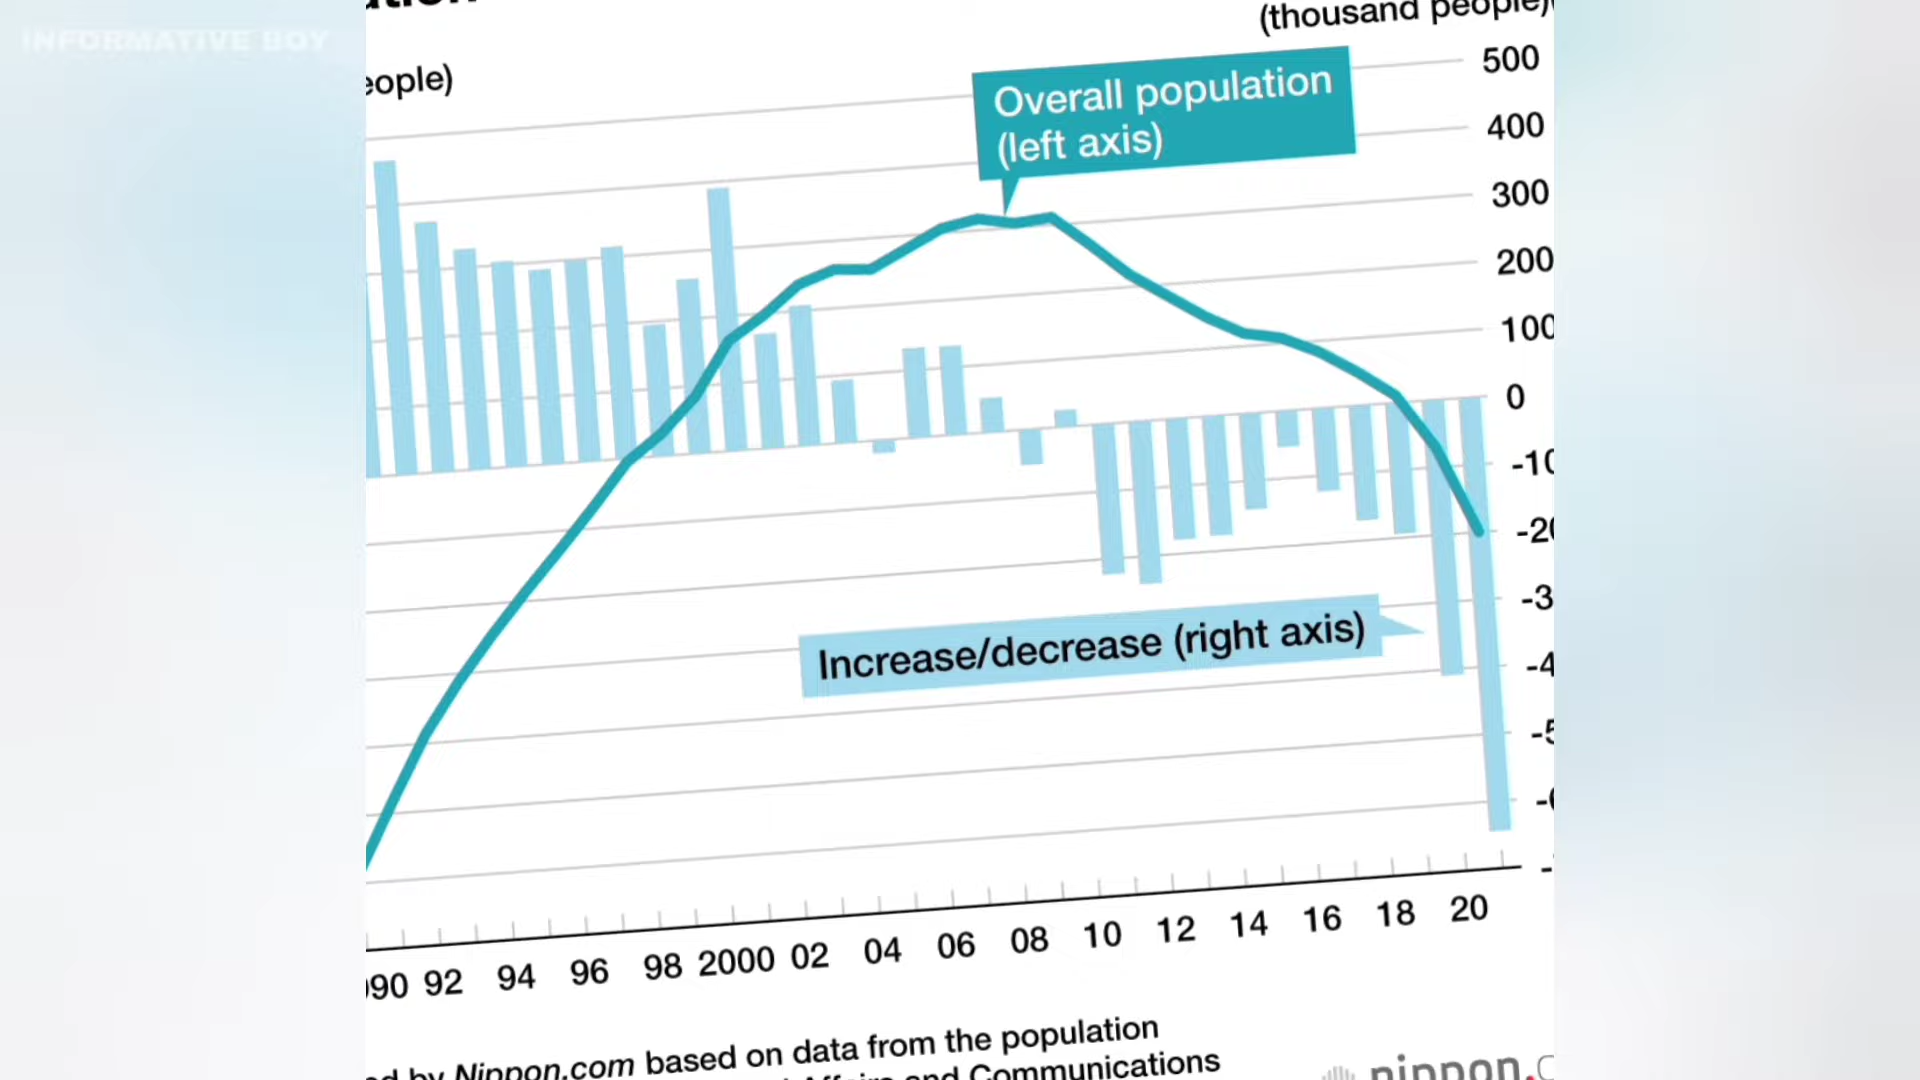 INFORMATIVE BOY
(thousand people)
eople)
Overall population
(left axis)
500
400
300
200
100
0
Increase/decrease (right axis)
90 92 94 96 98 2000 02 04 06 08 10 12 14 16 18 20
by Nippon.com based on data from the population
and Communications
nippon.